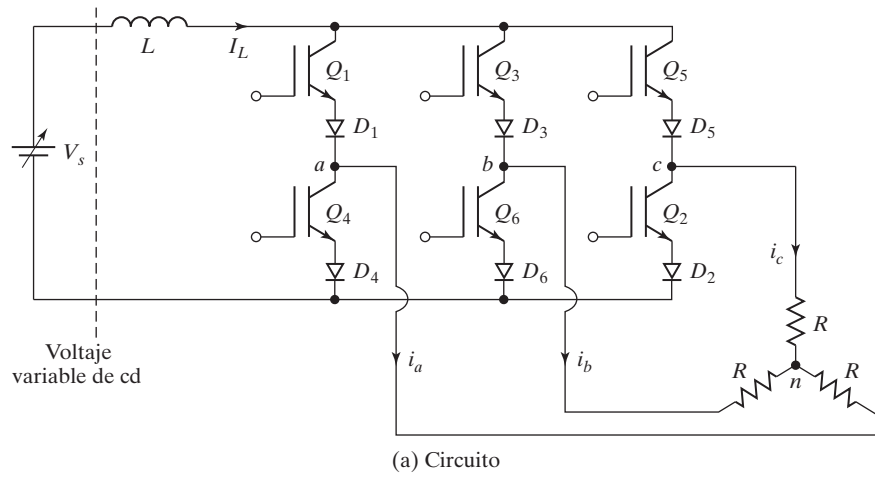 L
I_L
Q_1
Q_3
Q_5
D_1
D_3
D_5
V_s
a
b
c
Q_4
Q_6
Q_2
D_4
D_6
D_2
i_c
R
Voltaje
variable de cd
i_a
i_b
R
n
R
(a) Circuito